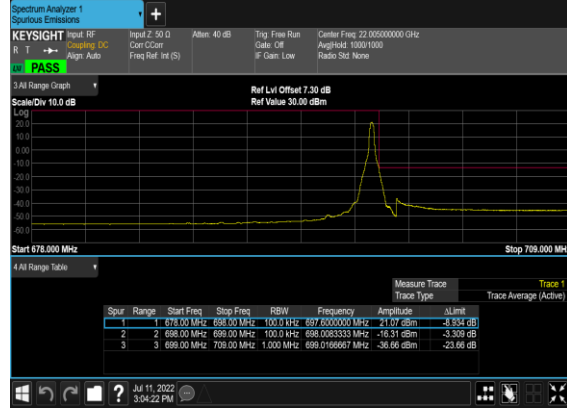 Spectrum Analyzer 1
Spurious Emissions
+
KEYSIGHT Input: RF Input Z: 50 Ω Atten: 40 dB Trig: Free Run Center Freq: 22.005000000 GHz
R T Coupling: DC Corr CCorr Gate: Off Avg|Hold: 1000/1000
Align: Auto Freq Ref: Int (S) IF Gain: Low Radio Std: None
PASS
3 All Range Graph
Ref Lvl Offset 7.30 dB
Scale/Div 10.0 dB Ref Value 30.00 dBm
Log
20.0
10.0
0.00
-10.0
-20.0
-30.0
-40.0
-50.0
-60.0
Start 678.000 MHz Stop 709.000 MH
4 All Range Table
Measure Trace Trace 1
Trace Type Trace Average (Active)
Spur Range Start Freq Stop Freq RBW Frequency Amplitude ΔLimit
1 1 678.00 MHz 698.00 MHz 100.0 kHz 697.6000000 MHz 21.07 dBm -8.934 dB
2 2 698.00 MHz 699.00 MHz 100.0 kHz 698.0083333 MHz -16.31 dBm -3.309 dB
3 3 699.00 MHz 709.00 MHz 1.000 MHz 699.0166667 MHz -36.66 dBm -23.66 dB
? Jul 11, 2022
3:04:22 PM